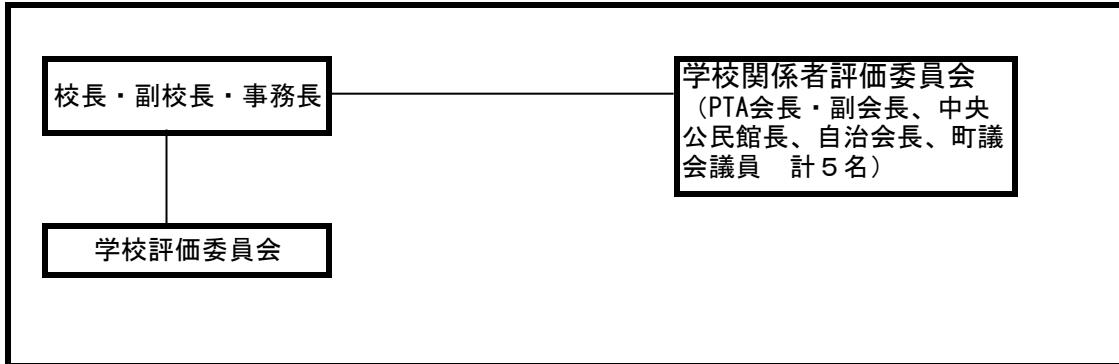 校長・副校長・事務長
学校関係者評価委員会
（PTA会長・副会長、中央
公民館長、自治会長、町議
会議員　計５名）
学校評価委員会